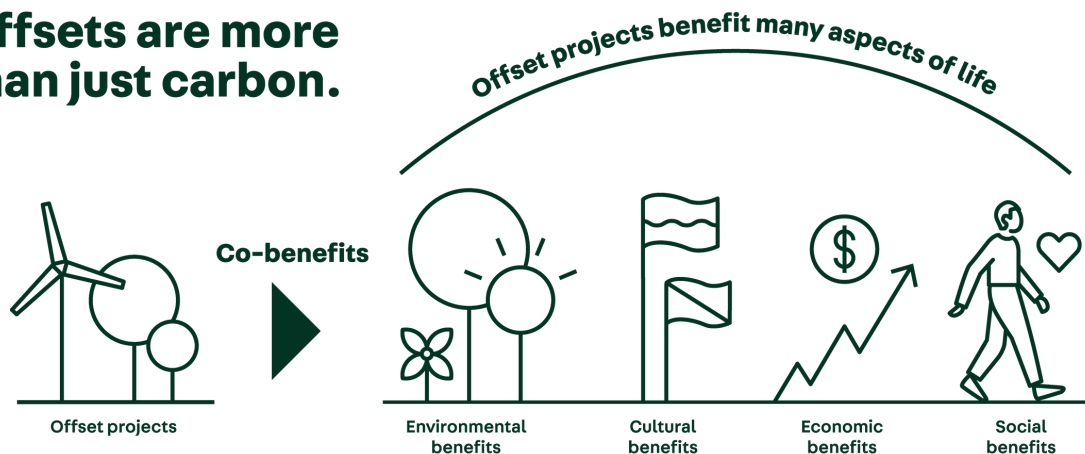 ffsets are more
an just carbon.
Offset projects benefit many aspects of life
Co-benefits
$
Offset projects
Environmental
benefits
Cultural
benefits
Economic
benefits
Social
benefits